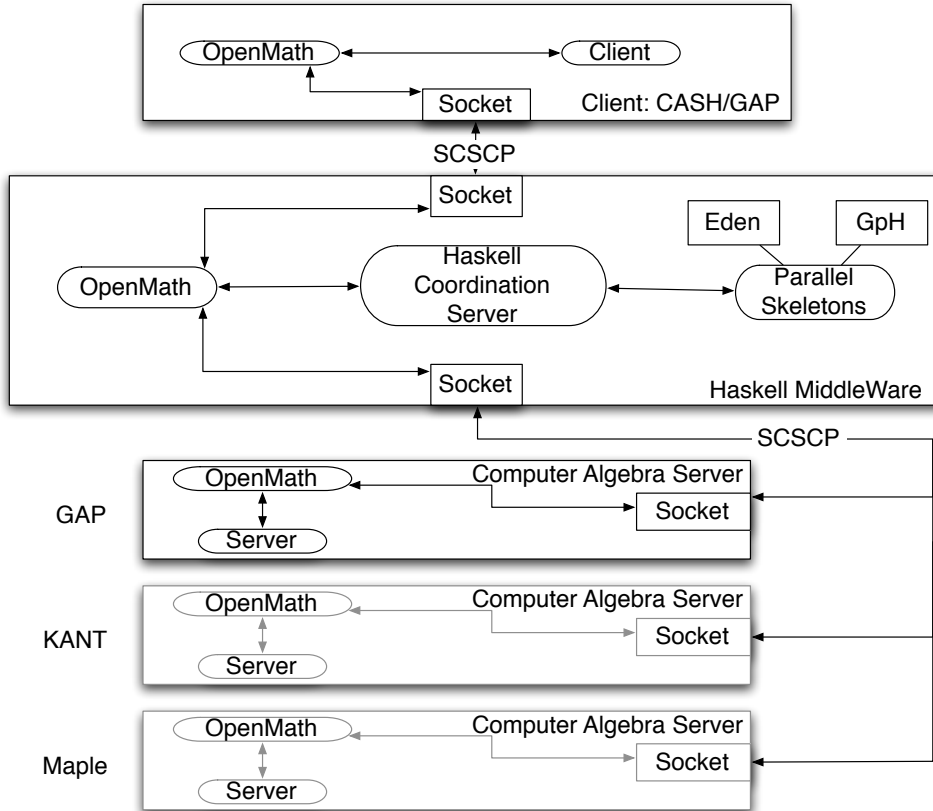 OpenMath
Client
Socket
Client: CASH/GAP
SCSCP
Socket
Eden
GpH
OpenMath
Haskell
Coordination
Server
Parallel
Skeletons
Socket
Haskell MiddleWare
SCSCP
GAP
OpenMath
Computer Algebra Server
Socket
Server
KANT
OpenMath
Computer Algebra Server
Socket
Server
Maple
OpenMath
Computer Algebra Server
Socket
Server